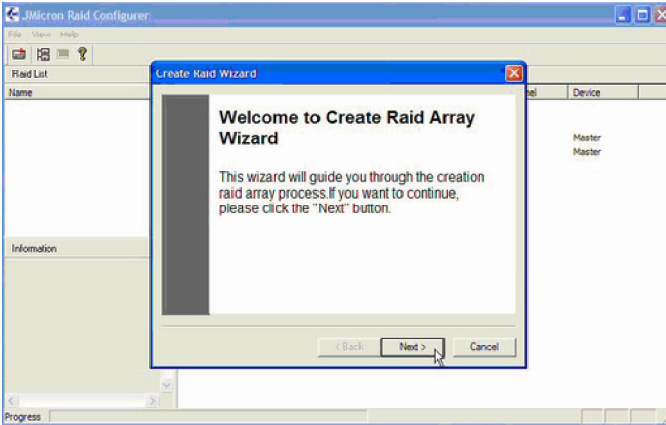 JMicron Raid Configurer
File View Help
Raid List
Name
nel Device
Master
Master
Create Raid Wizard
Welcome to Create Raid Array
Wizard
This wizard will guide you through the creation
raid array process.If you want to continue,
please click the "Next" button.
Information
< Back Next > Cancel
Progress